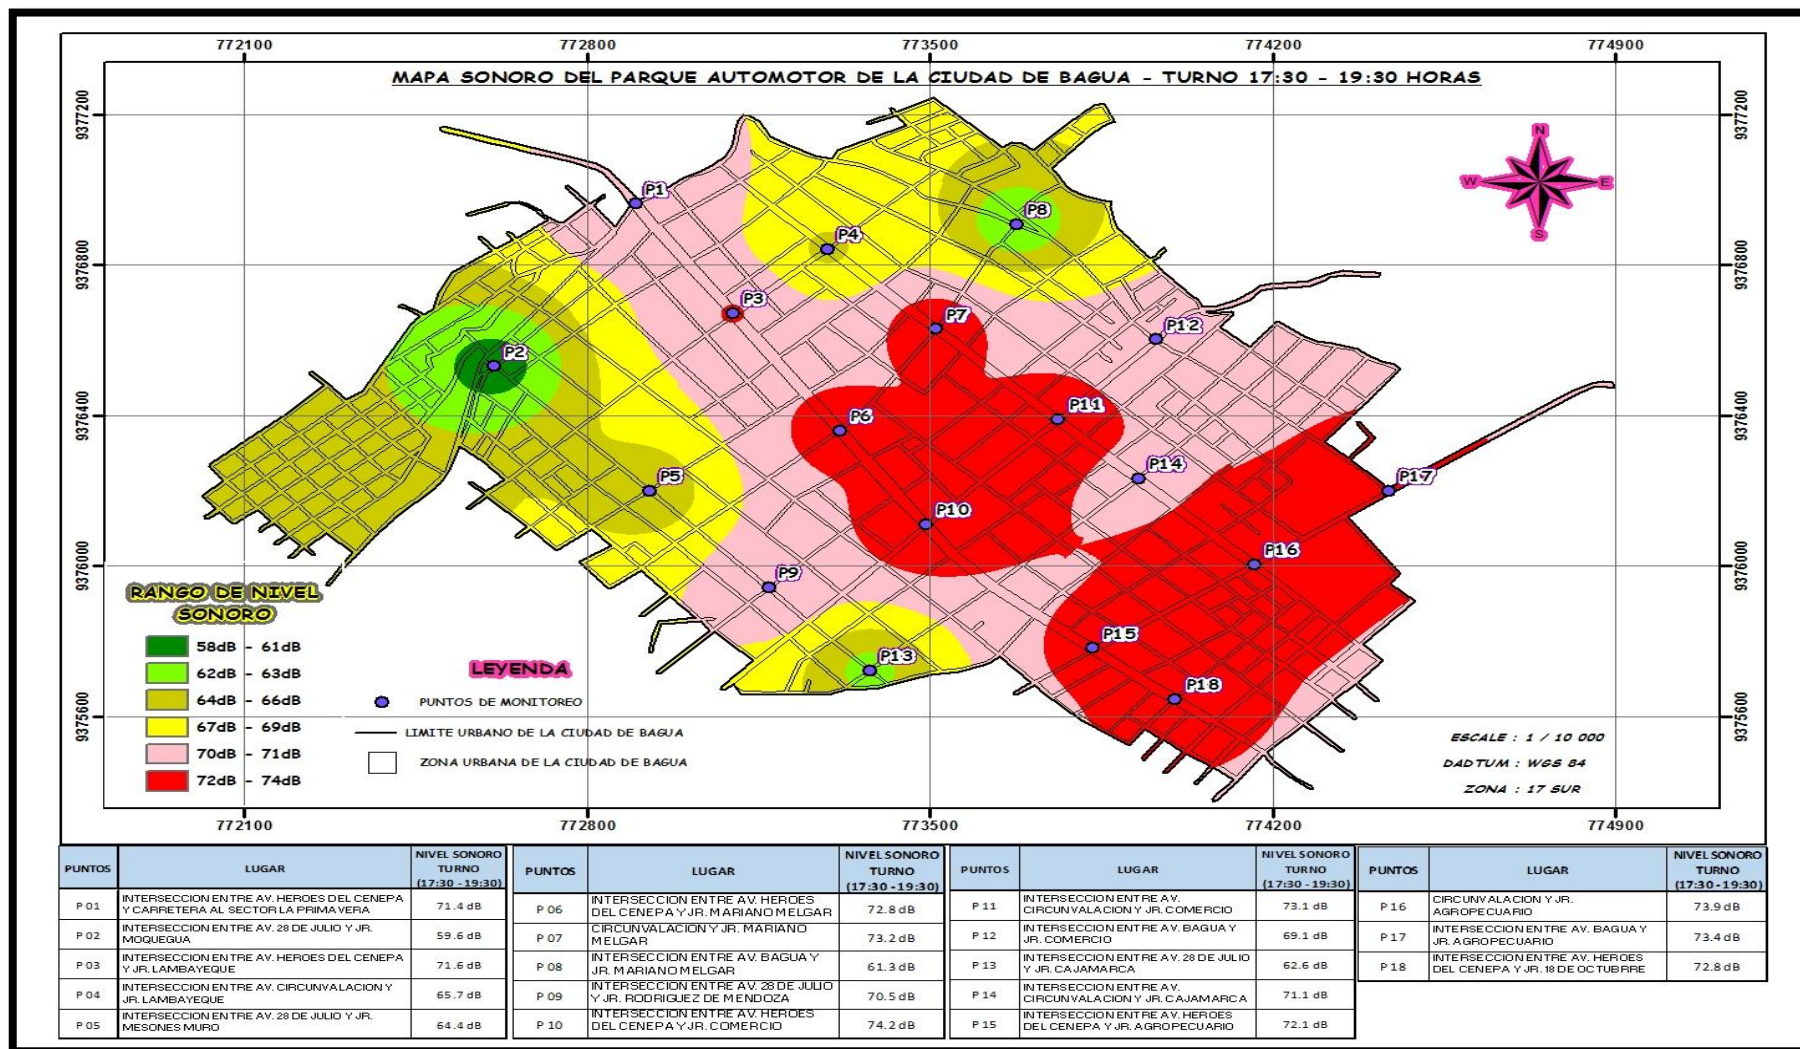 772100 772800 773500 774200 774900
MAPA SONORO DEL PARQUE AUTOMOTOR DE LA CIUDAD DE BAGUA - TURNO 17:30 - 19:30 HORAS
9377200 9377200
N
W E
S
P1
P8
P4
9376800 9376800
P3
P7
P12
P2
9376400 9376400
P11
P6
P14
P5
P17
P10
P16
9376000 9376000
P9
P15
P13
P18
9375600 9375600
RANGO DE NIVEL
SONORO
58dB - 61dB
62dB - 63dB
64dB - 66dB
67dB - 69dB
70dB - 71dB
72dB - 74dB
LEYENDA
PUNTOS DE MONITOREO
LIMITE URBANO DE LA CIUDAD DE BAGUA
ZONA URBANA DE LA CIUDAD DE BAGUA
ESCALE : 1 / 10 000
DADTUM : WGS 84
ZONA : 17 SUR
772100 772800 773500 774200 774900
PUNTOS LUGAR NIVEL SONORO
TURNO
(17:30 - 19:30)
P 01 INTERSECCION ENTRE AV. HEROES DEL CENEPA
Y CARRETERA AL SECTOR LA PRIMAVERA 71.4 dB
P 02 INTERSECCION ENTRE AV. 28 DE JULIO Y JR.
MOQUEGUA 59.6 dB
P 03 INTERSECCION ENTRE AV. HEROES DEL CENEPA
Y JR. LAMBAYEQUE 71.6 dB
P 04 INTERSECCION ENTRE AV. CIRCUNVALACION Y
JR. LAMBAYEQUE 65.7 dB
P 05 INTERSECCION ENTRE AV. 28 DE JULIO Y JR.
MESONES MURO 64.4 dB
PUNTOS LUGAR NIVEL SONORO
TURNO
(17:30 - 19:30)
P 06 INTERSECCION ENTRE AV. HEROES
DEL CENEPA Y JR. MARIANO MELGAR 72.8 dB
P 07 CIRCUNVALACION Y JR. MARIANO
MELGAR 73.2 dB
P 08 INTERSECCION ENTRE AV. BAGUA Y
JR. MARIANO MELGAR 61.3 dB
P 09 INTERSECCION ENTRE AV. 28 DE JULIO
Y JR. RODRIGUEZ DE MENDOZA 70.5 dB
P 10 INTERSECCION ENTRE AV. HEROES
DEL CENEPA Y JR. COMERCIO 74.2 dB
PUNTOS LUGAR NIVEL SONORO
TURNO
(17:30 - 19:30)
P 11 INTERSECCION ENTRE AV.
CIRCUNVALACION Y JR. COMERCIO 73.1 dB
P 12 INTERSECCION ENTRE AV. BAGUA Y
JR. COMERCIO 69.1 dB
P 13 INTERSECCION ENTRE AV. 28 DE JULIO
Y JR. CAJAMARCA 62.6 dB
P 14 INTERSECCION ENTRE AV.
CIRCUNVALACION Y JR. CAJAMARCA 71.1 dB
P 15 INTERSECCION ENTRE AV. HEROES
DEL CENEPA Y JR. AGROPECUARIO 72.1 dB
PUNTOS LUGAR NIVEL SONORO
TURNO
(17:30 - 19:30)
P 16 CIRCUNVALACION Y JR.
AGROPECUARIO 73.9 dB
P 17 INTERSECCION ENTRE AV. BAGUA Y
JR. AGROPECUARIO 73.4 dB
P 18 INTERSECCION ENTRE AV. HEROES
DEL CENEPA Y JR. 18 DE OCTUBRRE 72.8 dB